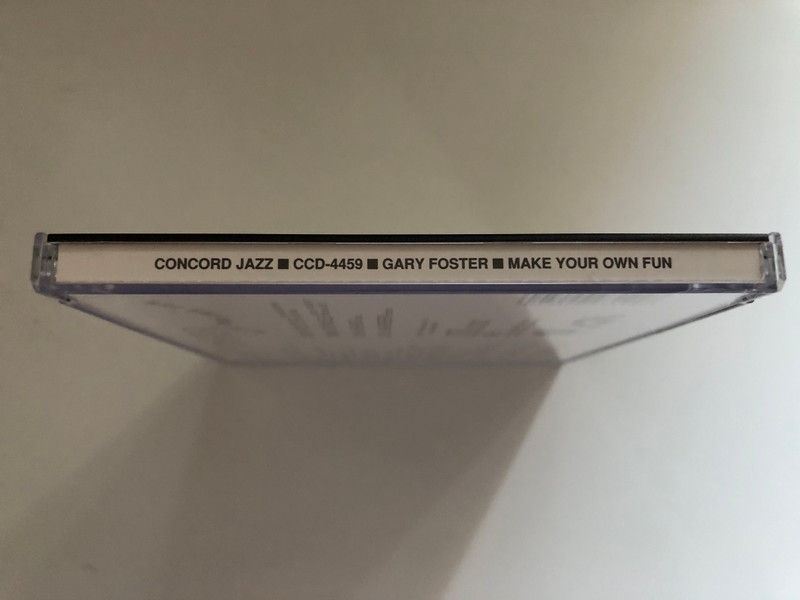 CONCORD JAZZ ■ CCD-4459 ■ GARY FOSTER ■ MAKE YOUR OWN FUN